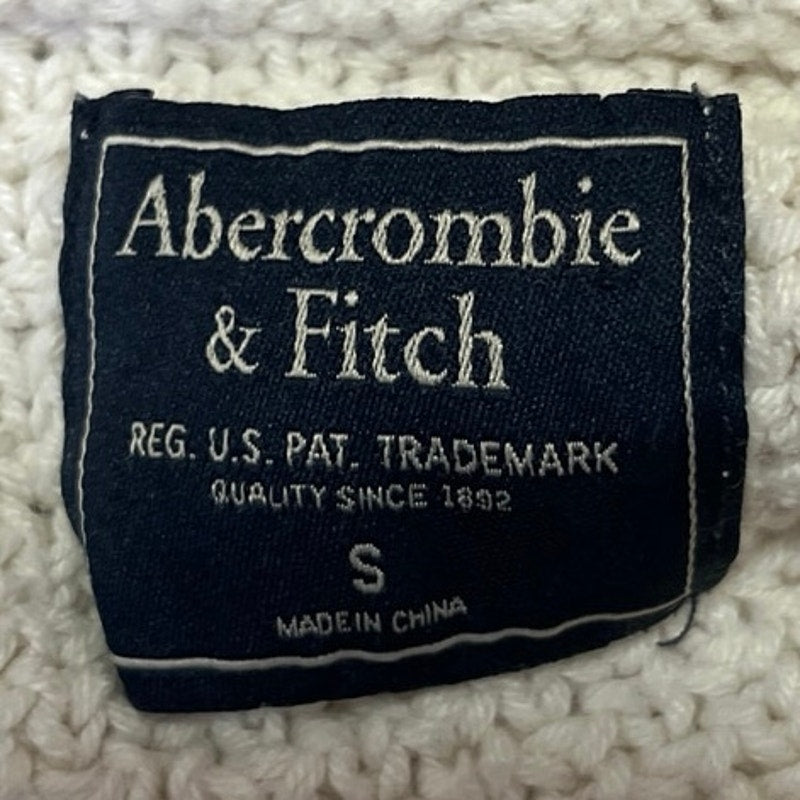 Abercrombie
& Fitch
REG. U.S. PAT. TRADEMARK
QUALITY SINCE 1892
S
MADE IN CHINA